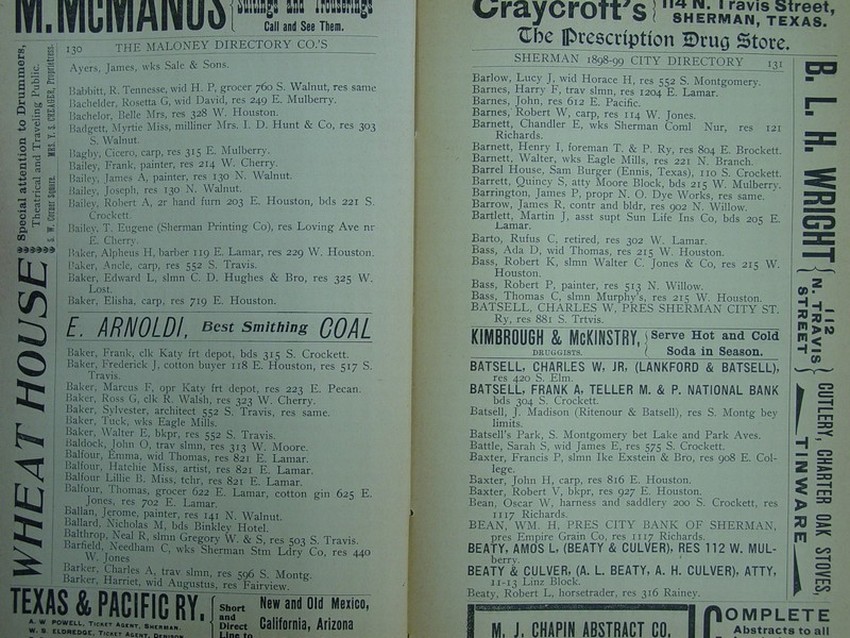 M. McMANUS
Suitings and Trouserings
Call and See Them.
130 THE MALONEY DIRECTORY CO.'S
Ayers, James, wks Sale & Sons.
Babbitt, R. Tennesse, wid H. P, grocer 760 S. Walnut, res same
Bachelder, Rosetta G, wid David, res 249 E. Mulberry.
Bachelor, Belle Mrs, res 328 W. Houston.
Badgett, Myrtie Miss, milliner Mrs. I. D. Hunt & Co, res 303
S. Walnut.
Bagby, Cicero, carp, res 315 E. Mulberry.
Bailey, Frank, painter, res 214 W. Cherry.
Bailey, James A, painter, res 130 N. Walnut.
Bailey, Joseph, res 130 N. Walnut.
Bailey, Robert A, 2r hand furn 203 E. Houston, bds 221 S.
Crockett.
Bailey, T. Eugene (Sherman Printing Co), res Loving Ave nr
E. Cherry.
Baker, Alpheus H, barber 119 E. Lamar, res 229 W. Houston.
Baker, Ancle, carp, res 552 S. Travis.
Baker, Edward L, slmn C. D. Hughes & Bro, res 325 W.
Lost.
Baker, Elisha, carp, res 719 E. Houston.
E. ARNOLDI, Best Smithing COAL
Baker, Frank, clk Katy frt depot, bds 315 S. Crockett.
Baker, Frederick J, cotton buyer 118 E. Houston, res 517 S.
Travis.
Baker, Marcus F, opr Katy frt depot, res 223 E. Pecan.
Baker, Ross G, clk R. Walsh, res 323 W. Cherry.
Baker, Sylvester, architect 552 S. Travis, res same.
Baker, Tuck, wks Eagle Mills.
Baker, Walter E, bkpr, res 552 S. Travis.
Baldock, John O, trav slmn, res 313 W. Moore.
Balfour, Emma, wid Thomas, res 821 E. Lamar.
Balfour, Hatchie Miss, artist, res 821 E. Lamar.
Balfour Lillie B. Miss, tchr, res 821 E. Lamar.
Balfour, Thomas, grocer 622 E. Lamar, cotton gin 625 E.
Jones, res 702 E. Lamar.
Ballan, Jerome, painter, res 141 N. Walnut.
Ballard, Nicholas M, bds Binkley Hotel.
Balthrop, Neal R, slmn Gregory W. & S, res 503 S. Travis.
Barfield, Needham C, wks Sherman Stm Ldry Co, res 440
W. Jones
Barker, Charles A, trav slmn, res 596 S. Montg.
Barker, Harriet, wid Augustus, res Fairview.
Special attention to Drummers,
Theatrical and Traveling Public.
S. W. Corner Square. MRS. Y. S. CREAGER, Proprietress.
WHEAT HOUSE
TEXAS & PACIFIC RY.
A. W POWELL, TICKET AGENT, SHERMAN.
W. S. ELDREDGE, TICKET AGENT, DENISON.
Short
and
Direct
Line to
New and Old Mexico,
California, Arizona
Craycroft's
114 N. Travis Street,
SHERMAN, TEXAS.
The Prescription Drug Store.
SHERMAN 1898-99 CITY DIRECTORY 131
Barlow, Lucy J, wid Horace H, res 552 S. Montgomery.
Barnes, Harry F, trav slmn, res 1204 E. Lamar.
Barnes, John, res 612 E. Pacific.
Barnes, Robert W, carp, res 114 W. Jones.
Barnett, Chandler E, wks Sherman Coml Nur, res 121
Richards.
Barnett, Henry I, foreman T. & P. Ry, res 804 E. Brockett.
Barnett, Walter, wks Eagle Mills, res 221 N. Branch.
Barrel House, Sam Burger (Ennis, Texas), 110 S. Crockett.
Barrett, Quincy S, atty Moore Block, bds 215 W. Mulberry.
Barrington, James P, propr N. O. Dye Works, res same.
Barrow, James R, contr and bldr, res 902 N. Willow.
Bartlett, Martin J, asst supt Sun Life Ins Co, bds 205 E.
Lamar.
Barto, Rufus C, retired, res 302 W. Lamar.
Bass, Ada D, wid Thomas, res 215 W. Houston.
Bass, Robert K, slmn Walter C. Jones & Co, res 215 W.
Houston.
Bass, Robert P, painter, res 513 N. Willow.
Bass, Thomas C, slmn Murphy's, res 215 W. Houston.
BATSELL, CHARLES W, PRES SHERMAN CITY ST.
Ry, res 881 S. Trtvis.
KIMBROUGH & McKINSTRY,
DRUGGISTS.
Serve Hot and Cold
Soda in Season.
BATSELL, CHARLES W, JR, (LANKFORD & BATSELL),
res 420 S. Elm.
BATSELL, FRANK A, TELLER M. & P. NATIONAL BANK
bds 304 S. Crockett.
Batsell, J. Madison (Ritenour & Batsell), res S. Montg bey
limits.
Batsell's Park, S. Montgomery bet Lake and Park Aves.
Battle, Sarah S, wid James E, res 575 S. Crockett.
Baxter, Francis P, slmn Ike Exstein & Bro, res 908 E. Col-
lege.
Baxter, John H, carp, res 816 E. Houston.
Baxter, Robert V, bkpr, res 927 E. Houston.
Bean, Oscar W, harness and saddlery 200 S. Crockett, res
1117 Richards.
BEAN, WM. H, PRES CITY BANK OF SHERMAN,
pres Empire Grain Co, res 1117 Richards.
BEATY, AMOS L, (BEATY & CULVER), RES 112 W. MUL-
berry.
BEATY & CULVER, (A. L. BEATY, A. H. CULVER), ATTY,
11-13 Linz Block.
Beaty, Robert L, horsetrader, res 316 Rainey.
B. L. H. WRIGHT
112
N. TRAVIS
STREET
CUTLERY, CHARTER OAK STOVES,
TINWARE
M. J. CHAPIN ABSTRACT CO.
COMPLETE
Abstracts to all